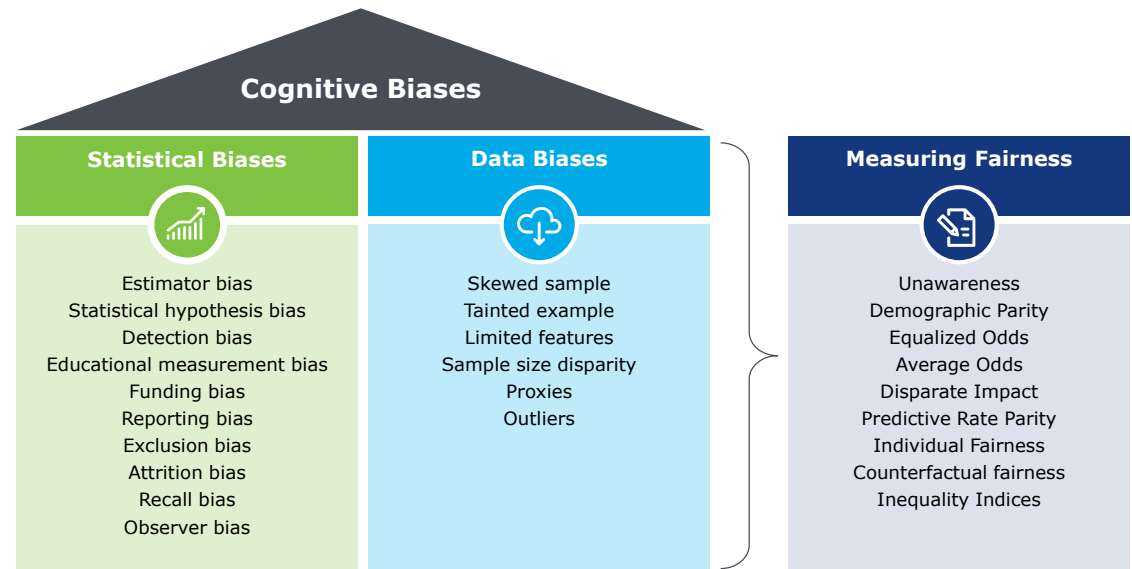 Cognitive Biases
Statistical Biases
Estimator bias
Statistical hypothesis bias
Detection bias
Educational measurement bias
Funding bias
Reporting bias
Exclusion bias
Attrition bias
Recall bias
Observer bias
Data Biases
Skewed sample
Tainted example
Limited features
Sample size disparity
Proxies
Outliers
Measuring Fairness
Unawareness
Demographic Parity
Equalized Odds
Average Odds
Disparate Impact
Predictive Rate Parity
Individual Fairness
Counterfactual fairness
Inequality Indices